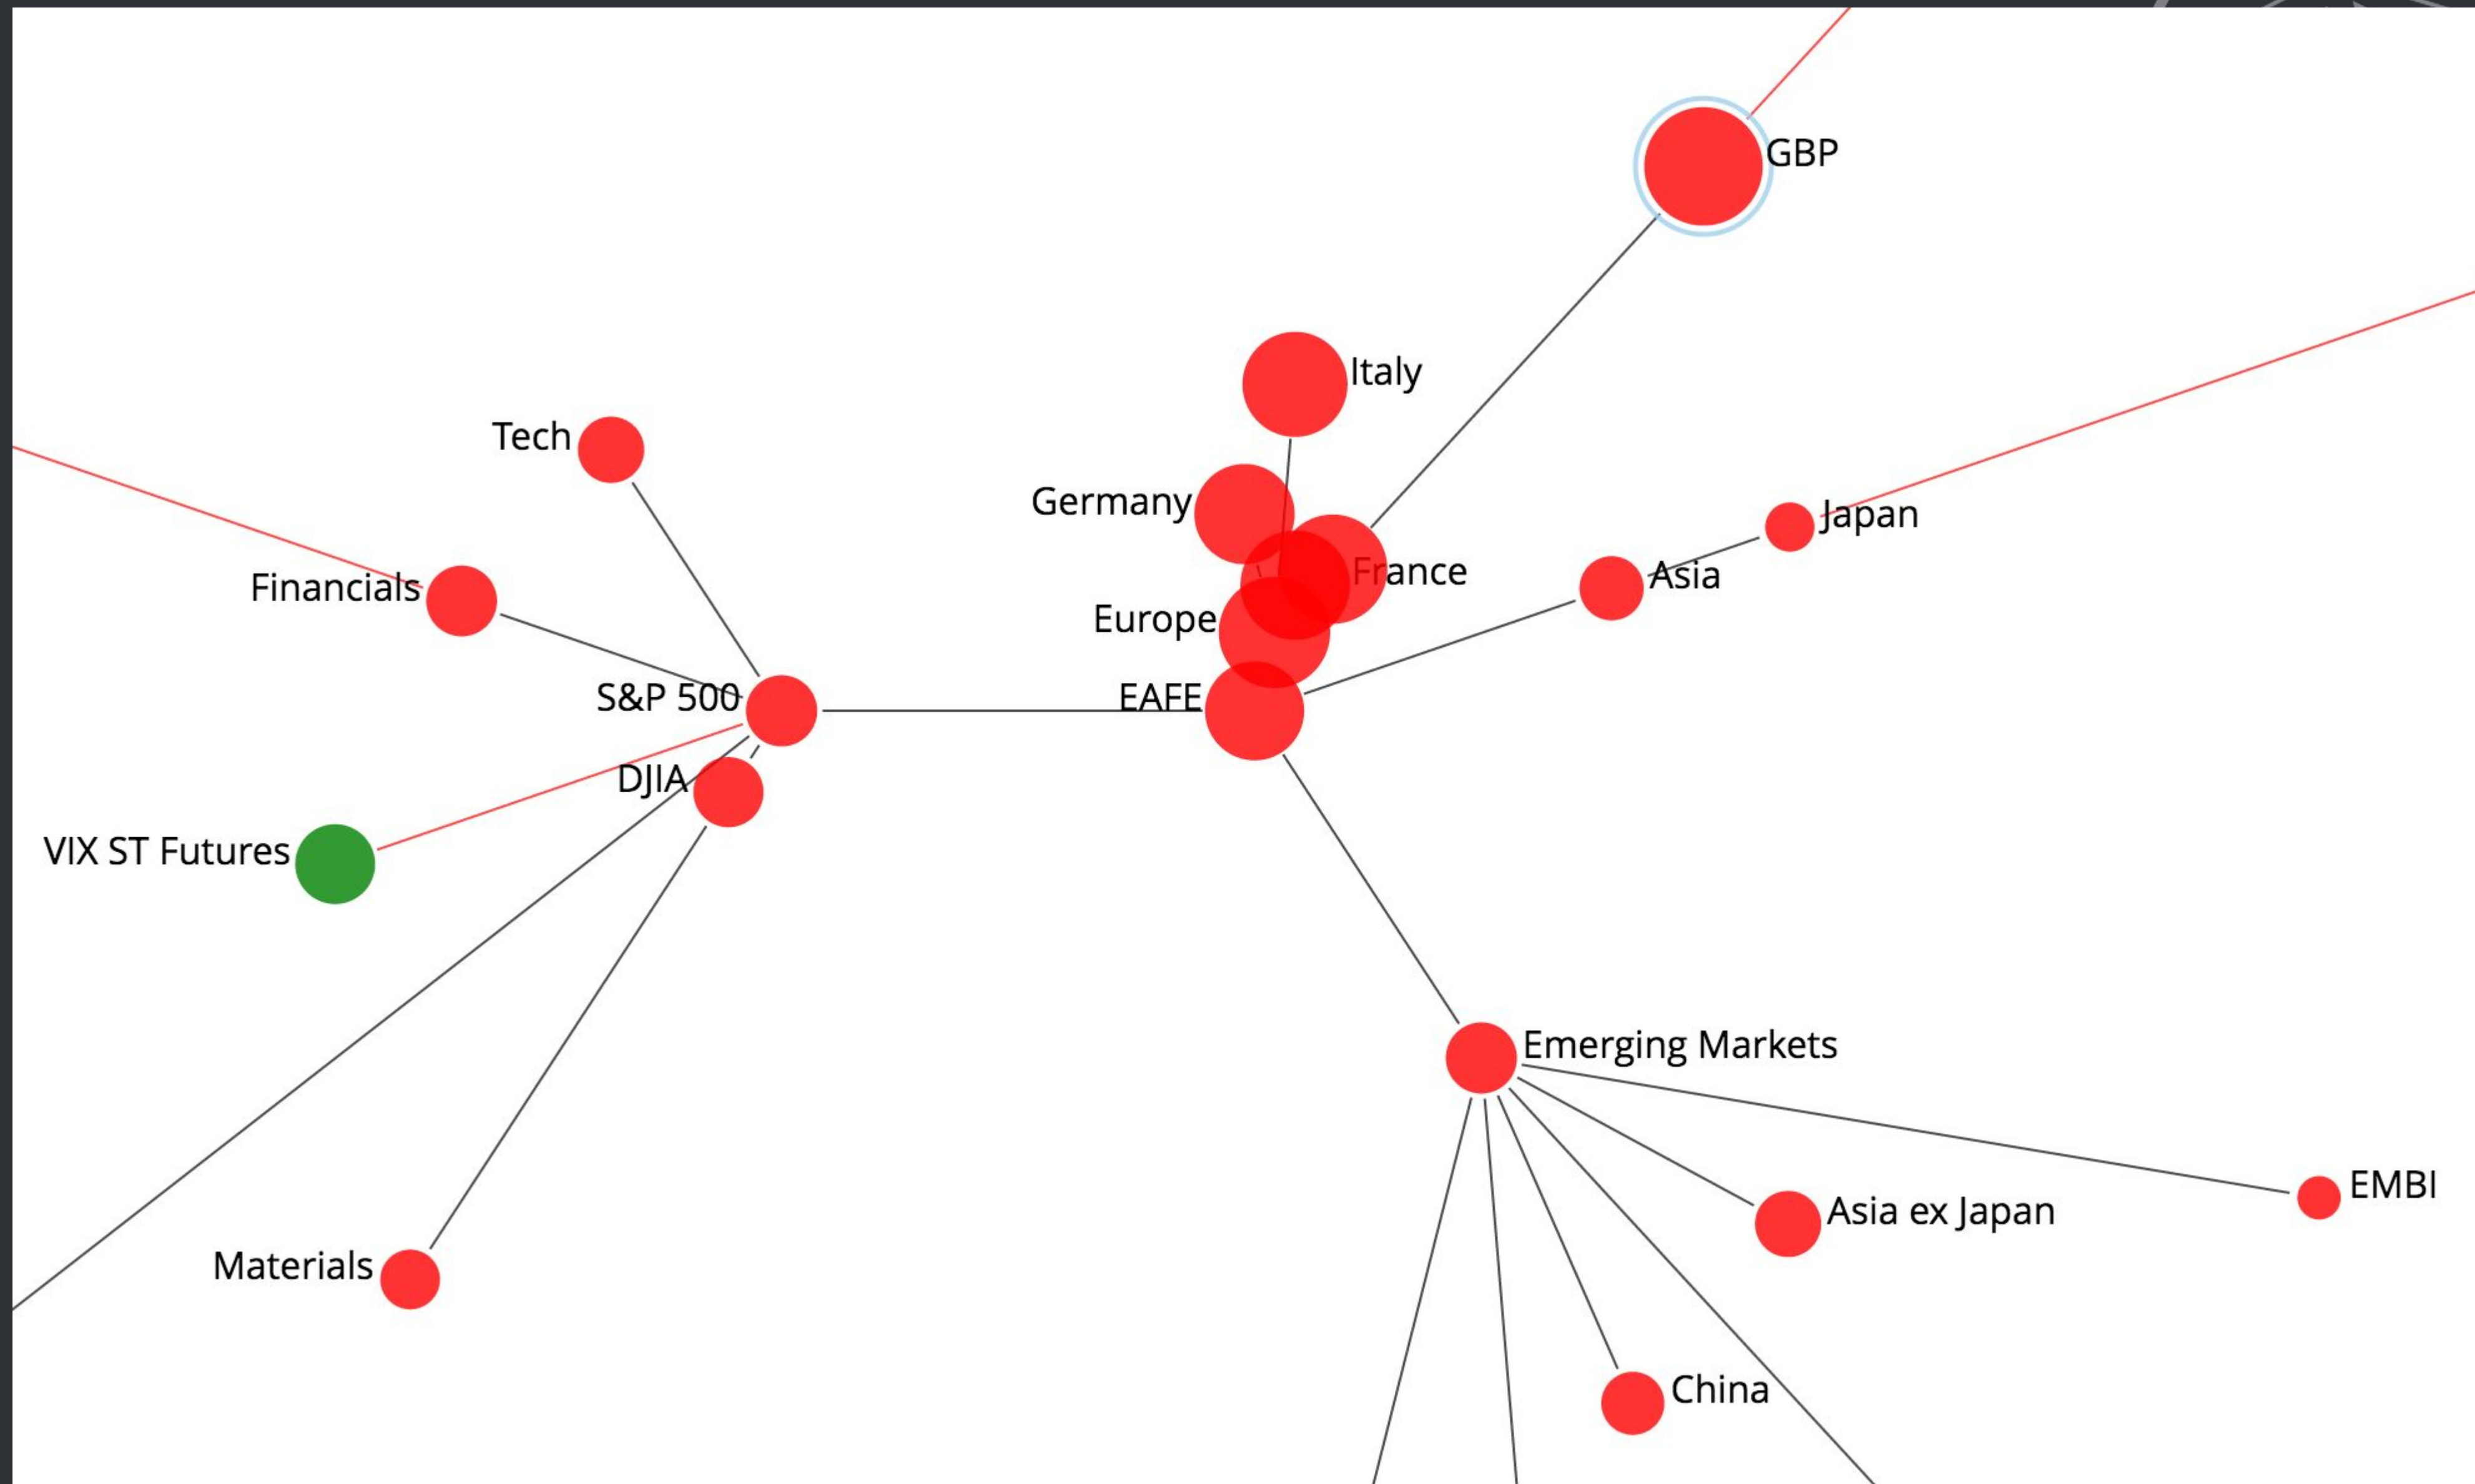 GBP
Italy
Tech
Germany
Japan
France
Asia
Financials
Europe
S&P 500
EAFE
DJIA
VIX ST Futures
Emerging Markets
EMBI
Asia ex Japan
Materials
China